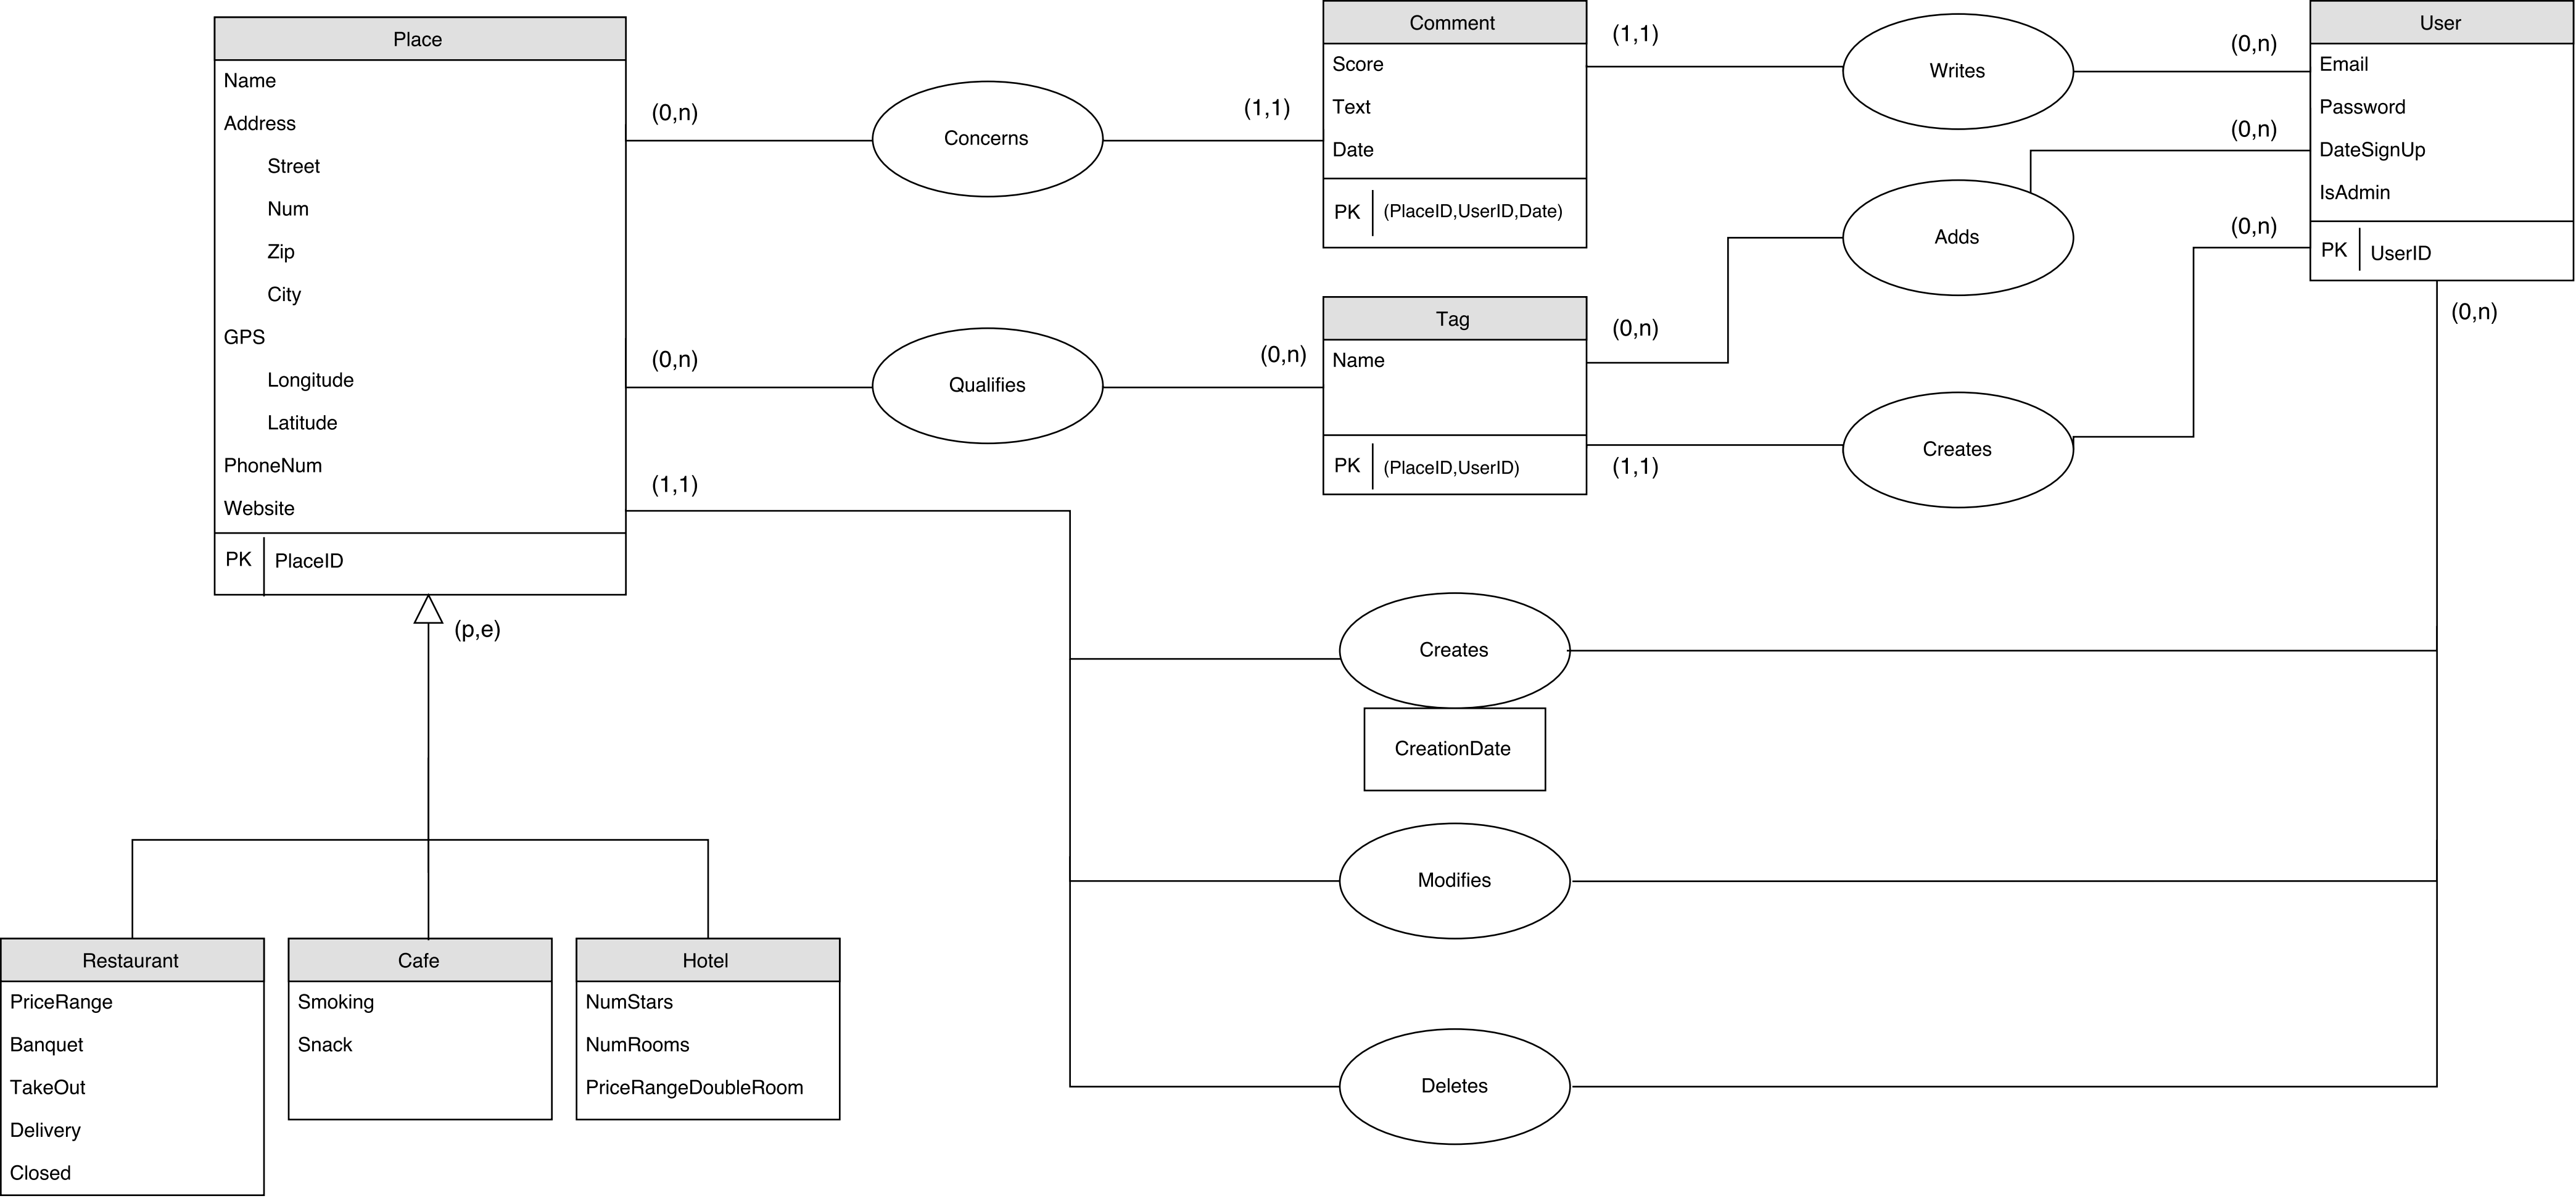 Place
Name
Address
Street
Num
Zip
City
GPS
Longitude
Latitude
PhoneNum
Website
PK PlaceID
(0,n)
Concerns
(1,1)
Comment
Score
Text
Date
PK (PlaceID,UserID,Date)
(1,1)
Writes
(0,n)
User
Email
Password
DateSignUp
IsAdmin
PK UserID
(0,n)
Adds
(0,n)
(0,n)
Qualifies
(0,n)
Tag
Name
PK (PlaceID,UserID)
(0,n)
(1,1)
Creates
(0,n)
(1,1)
Creates
CreationDate
Modifies
Deletes
(p,e)
Restaurant
PriceRange
Banquet
TakeOut
Delivery
Closed
Cafe
Smoking
Snack
Hotel
NumStars
NumRooms
PriceRangeDoubleRoom